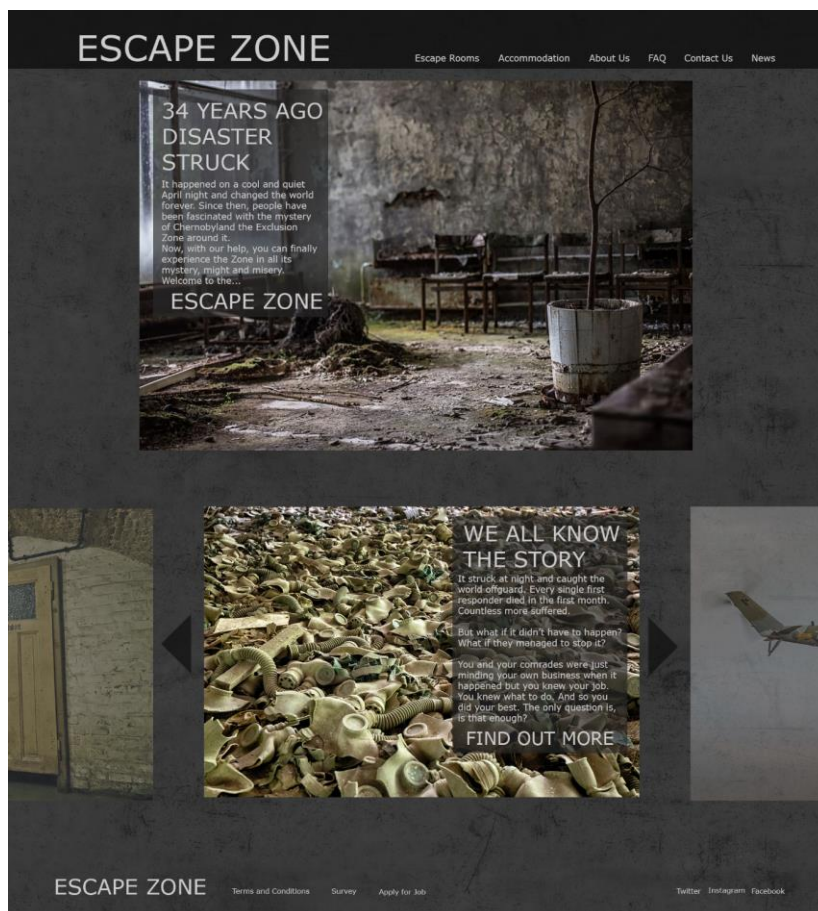 ESCAPE ZONE
Escape Rooms Accommodation About Us FAQ Contact Us News
34 YEARS AGO
DISASTER
STRUCK
It happened on a cool and quiet
April night and changed the world
forever. Since then, people have
been fascinated with the mystery
of Chernobyland the Exclusion
Zone around it.
Now, with our help, you can finally
experience the Zone in all its
mystery, might and misery.
Welcome to the...
ESCAPE ZONE
WE ALL KNOW
THE STORY
It struck at night and caught the
world offguard. Every single first
responder died in the first month.
Countless more suffered.
But what if it didn't have to happen?
What if they managed to stop it?
You and your comrades were just
minding your own business when it
happened but you knew your job.
You knew what to do. And so you
did your best. The only question is,
is that enough?
FIND OUT MORE
ESCAPE ZONE Terms and Conditions Survey Apply for Job Twitter Instagram Facebook